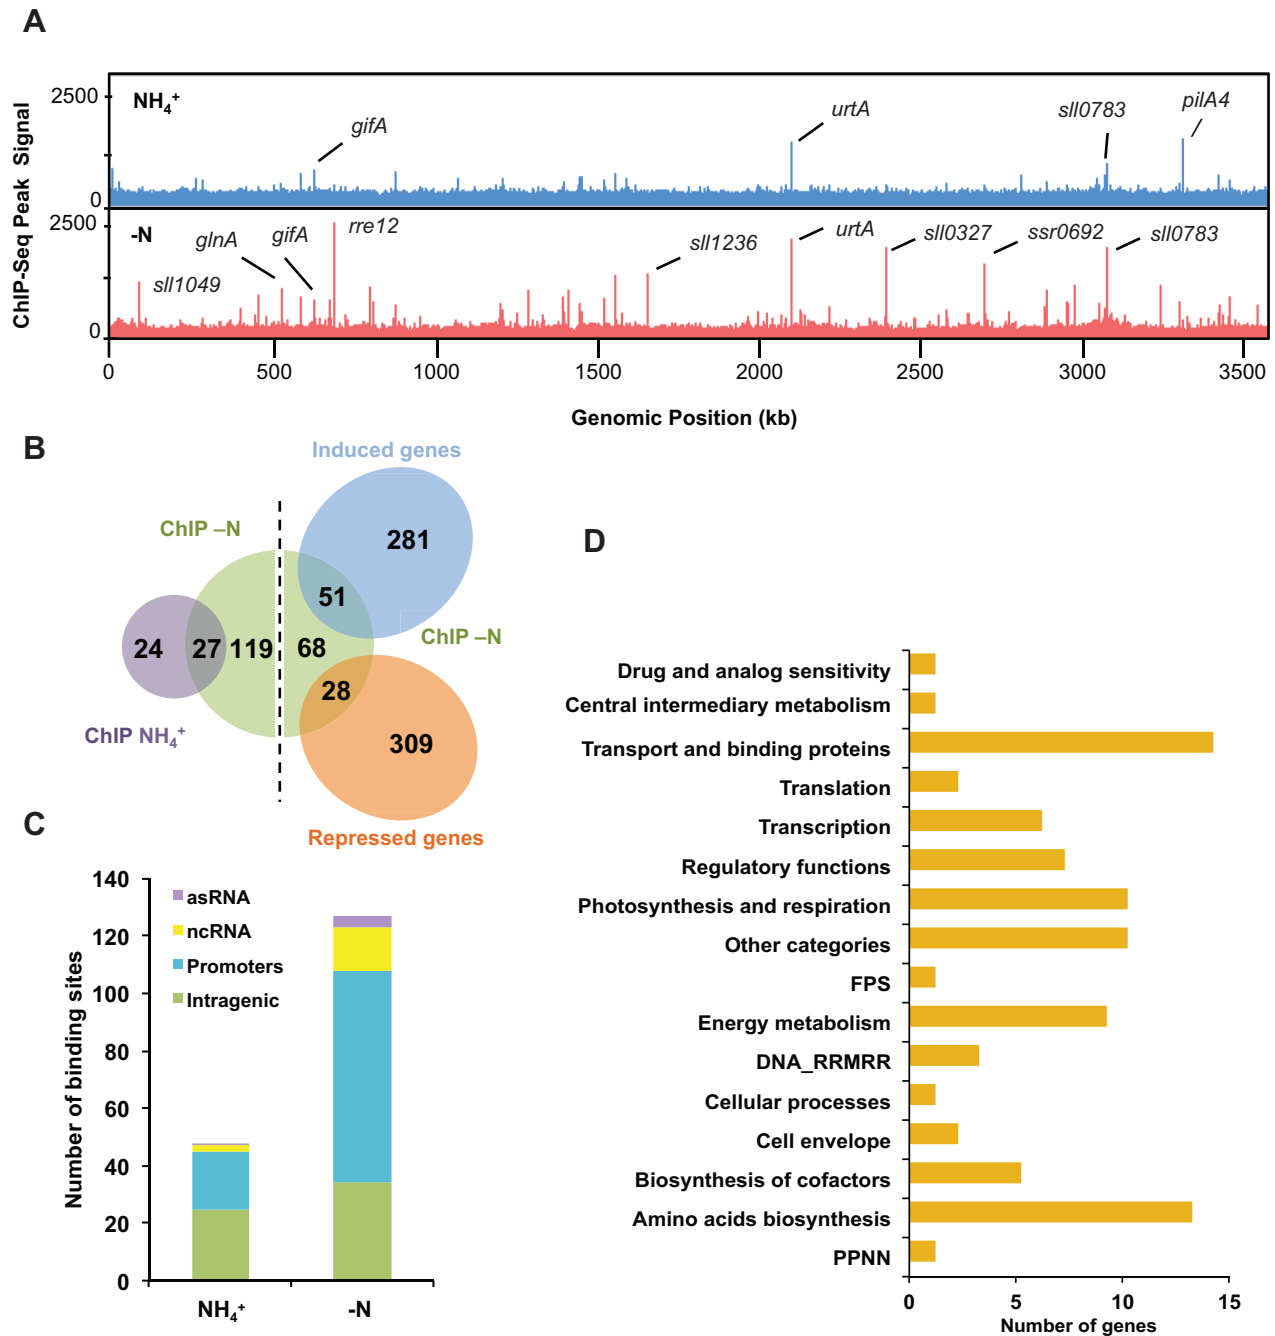 A
ChIP-Seq Peak Signal
2500
0
NH₄⁺
gifA
urtA
sll0783
pilA4
2500
0
-N
sll1049
glnA
gifA
rre12
sll1236
urtA
sll0327
ssr0692
sll0783
0 500 1000 1500 2000 2500 3000 3500
Genomic Position (kb)
B
Induced genes
281
ChIP –N
51
ChIP –N
24 27 119 68
28
ChIP NH₄⁺
309
Repressed genes
C
Number of binding sites
140
120
100
80
60
40
20
0
asRNA
ncRNA
Promoters
Intragenic
NH₄⁺ -N
D
Drug and analog sensitivity
Central intermediary metabolism
Transport and binding proteins
Translation
Transcription
Regulatory functions
Photosynthesis and respiration
Other categories
FPS
Energy metabolism
DNA_RRMRR
Cellular processes
Cell envelope
Biosynthesis of cofactors
Amino acids biosynthesis
PPNN
0 5 10 15
Number of genes